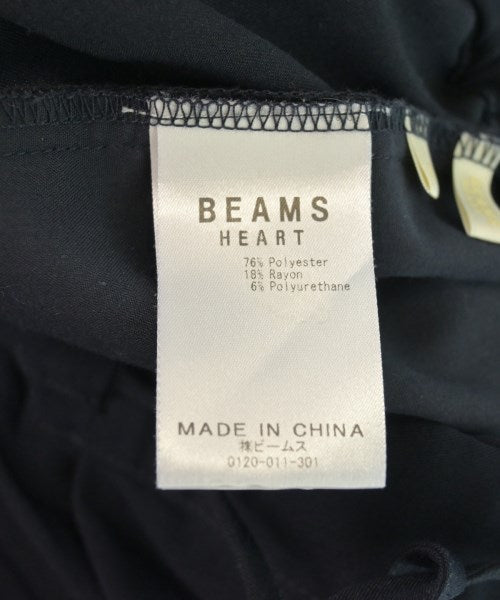 BEAMS
HEART
76% Polyester
18% Rayon
6% Polyurethane
MADE IN CHINA
㈱ビームス
0120-011-301